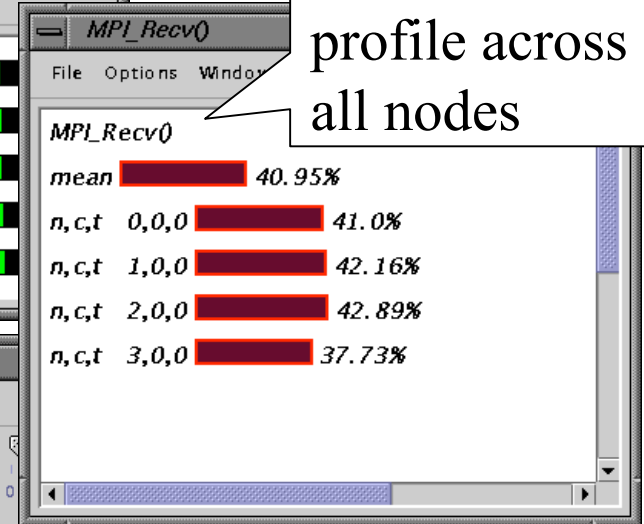 MPI_Recv()
profile across
all nodes
File Options
MPI_Recv()
mean 40.95%
n,c,t 0,0,0 41.0%
n,c,t 1,0,0 42.16%
n,c,t 2,0,0 42.89%
n,c,t 3,0,0 37.73%
0